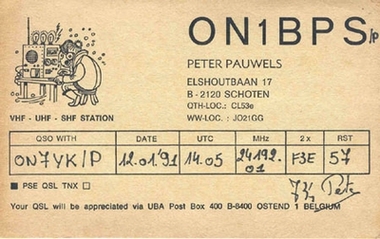 ON1BPS/p
PETER PAUWELS
ELSHOUTBAAN 17
B - 2120 SCHOTEN
QTH-LOC.: CL53e
VHF - UHF - SHF STATION WW-LOC. : JO21GG
QSO WITH DATE UTC MHz 2 x RST
ON7YK/P 12.01'91 14.05 24192.01 F3E 57
PSE QSL TNX 73 Peter
Your QSL will be appreciated via UBA Post Box 400 B-8400 OSTEND 1 BELGIUM